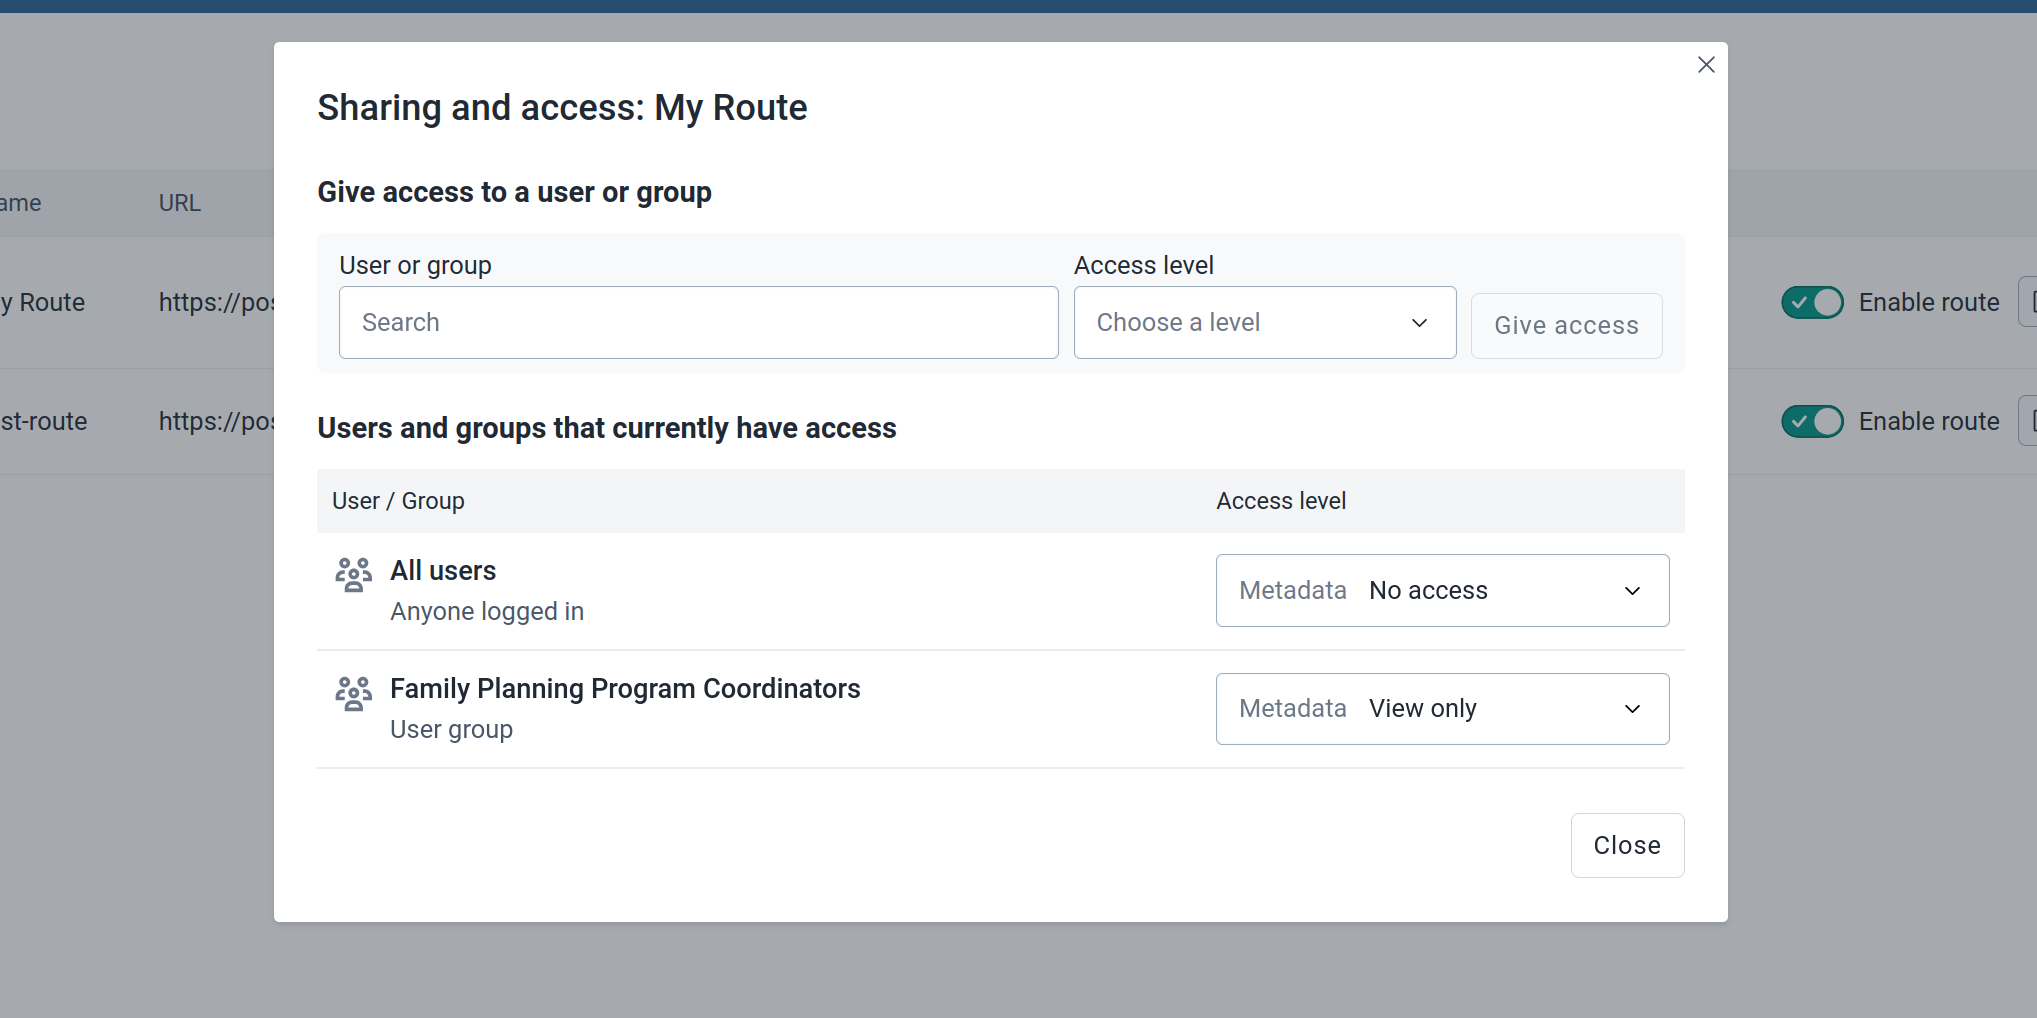 Sharing and access: My Route
Give access to a user or group
User or group
Access level
Search
Choose a level
Give access
Users and groups that currently have access
User / Group
Access level
All users
Anyone logged in
Metadata No access
Family Planning Program Coordinators
User group
Metadata View only
Close
ame
URL
y Route
https://pos
Enable route
st-route
https://pos
Enable route